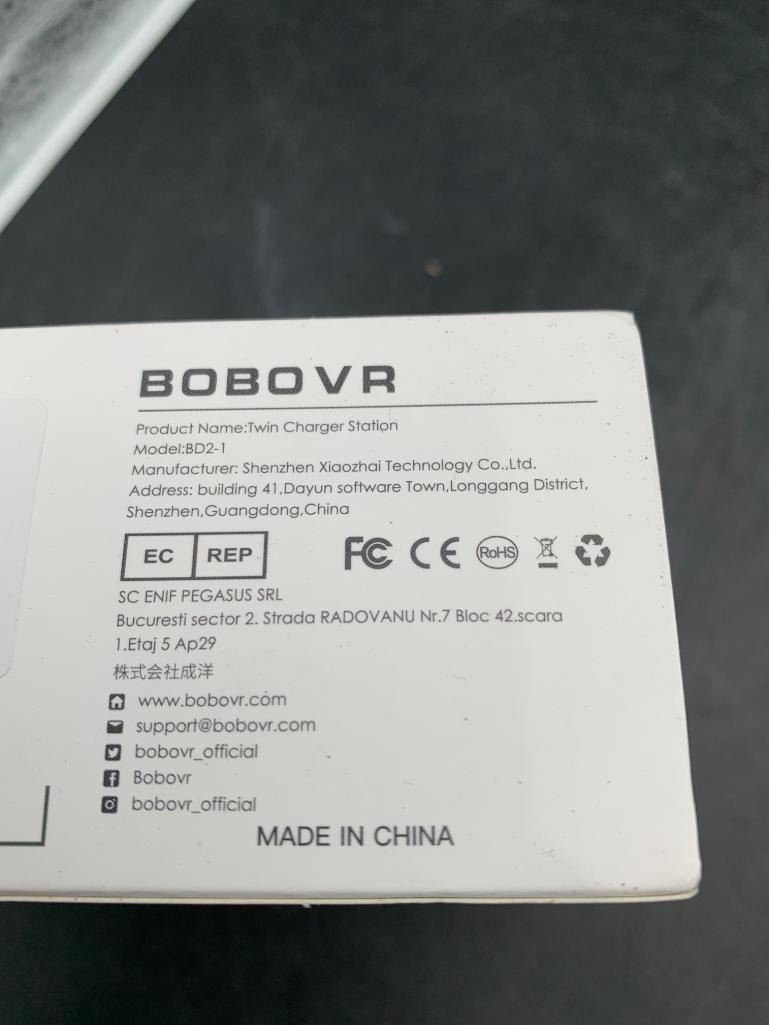 BOBOVR
Product Name:Twin Charger Station
Model:BD2-1
Manufacturer: Shenzhen Xiaozhai Technology Co.,Ltd.
Address: building 41,Dayun software Town,Longgang District,
Shenzhen,Guangdong,China
EC REP FC CE RoHS
SC ENIF PEGASUS SRL
Bucuresti sector 2. Strada RADOVANU Nr.7 Bloc 42.scara
1.Etaj 5 Ap29
株式会社成洋
www.bobovr.com
support@bobovr.com
bobovr_official
Bobovr
bobovr_official
MADE IN CHINA